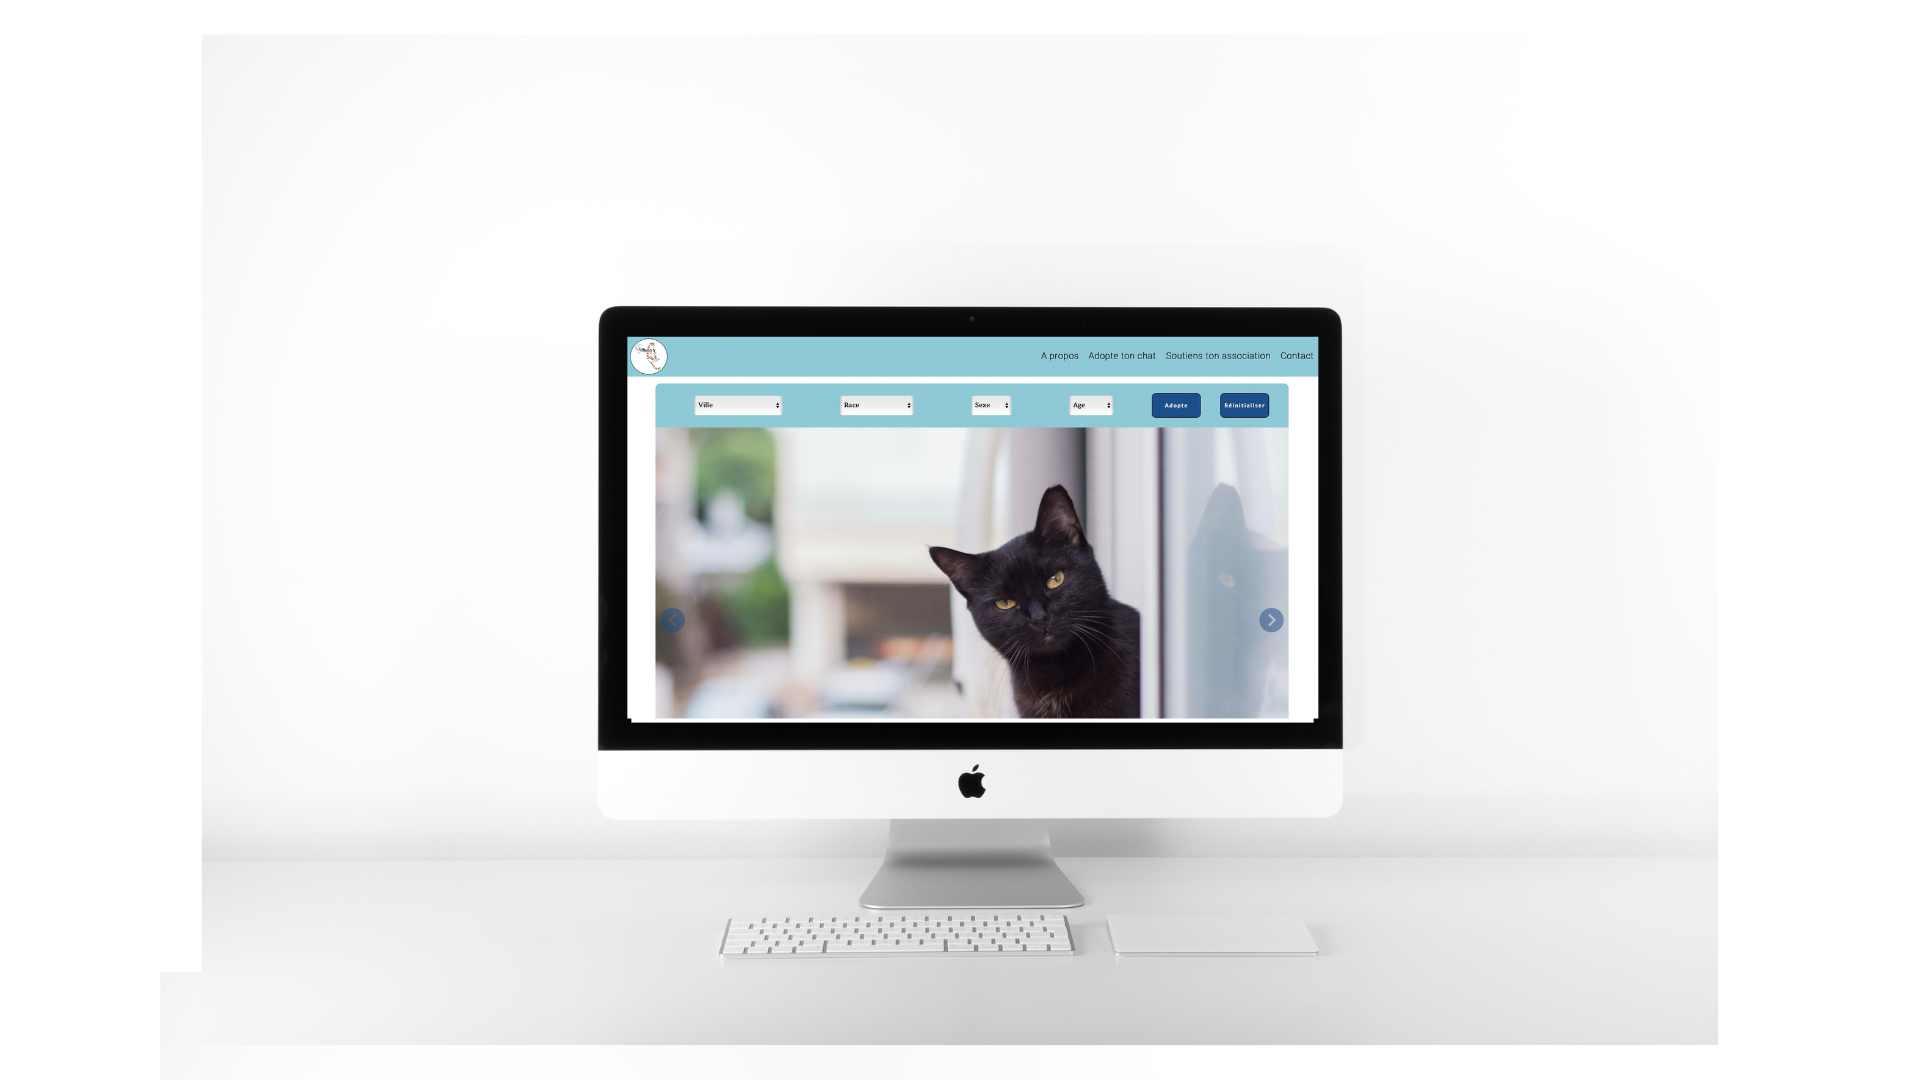 A propos Adopte ton chat Soutiens ton association Contact
Ville Race Sexe Age Adopte Réinitialiser